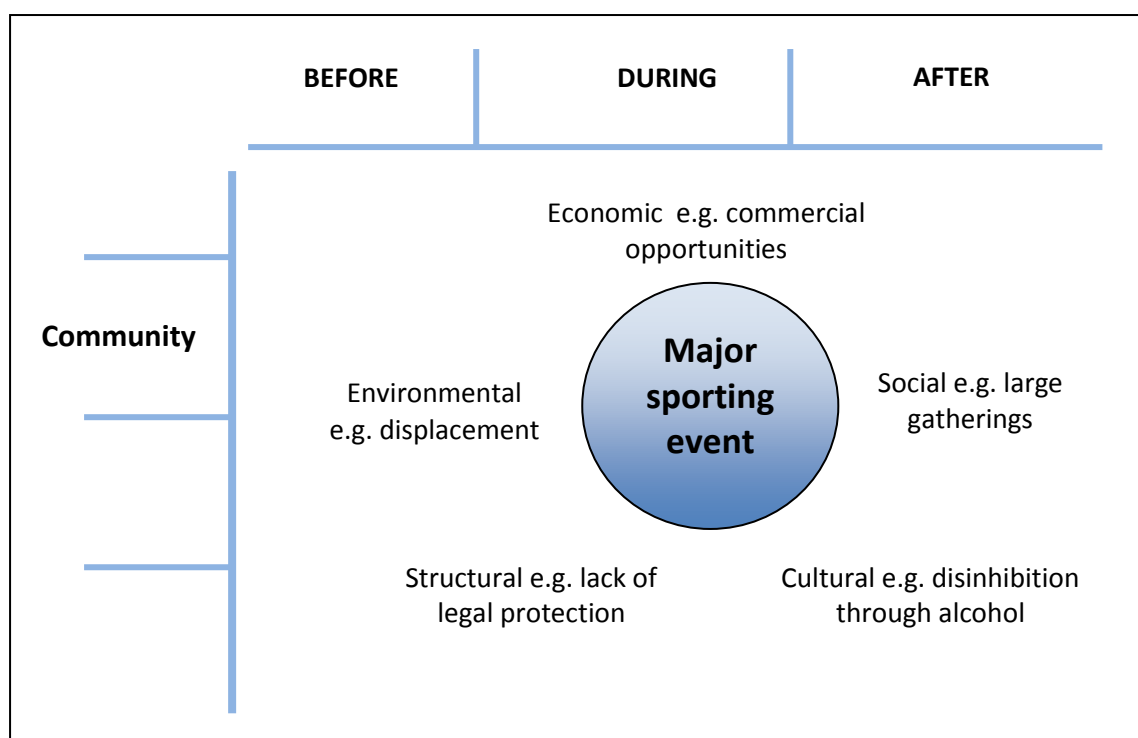 BEFORE
DURING
AFTER
Economic e.g. commercial
opportunities
Community
Major
sporting
event
Environmental
e.g. displacement
Social e.g. large
gatherings
Structural e.g. lack of
legal protection
Cultural e.g. disinhibition
through alcohol